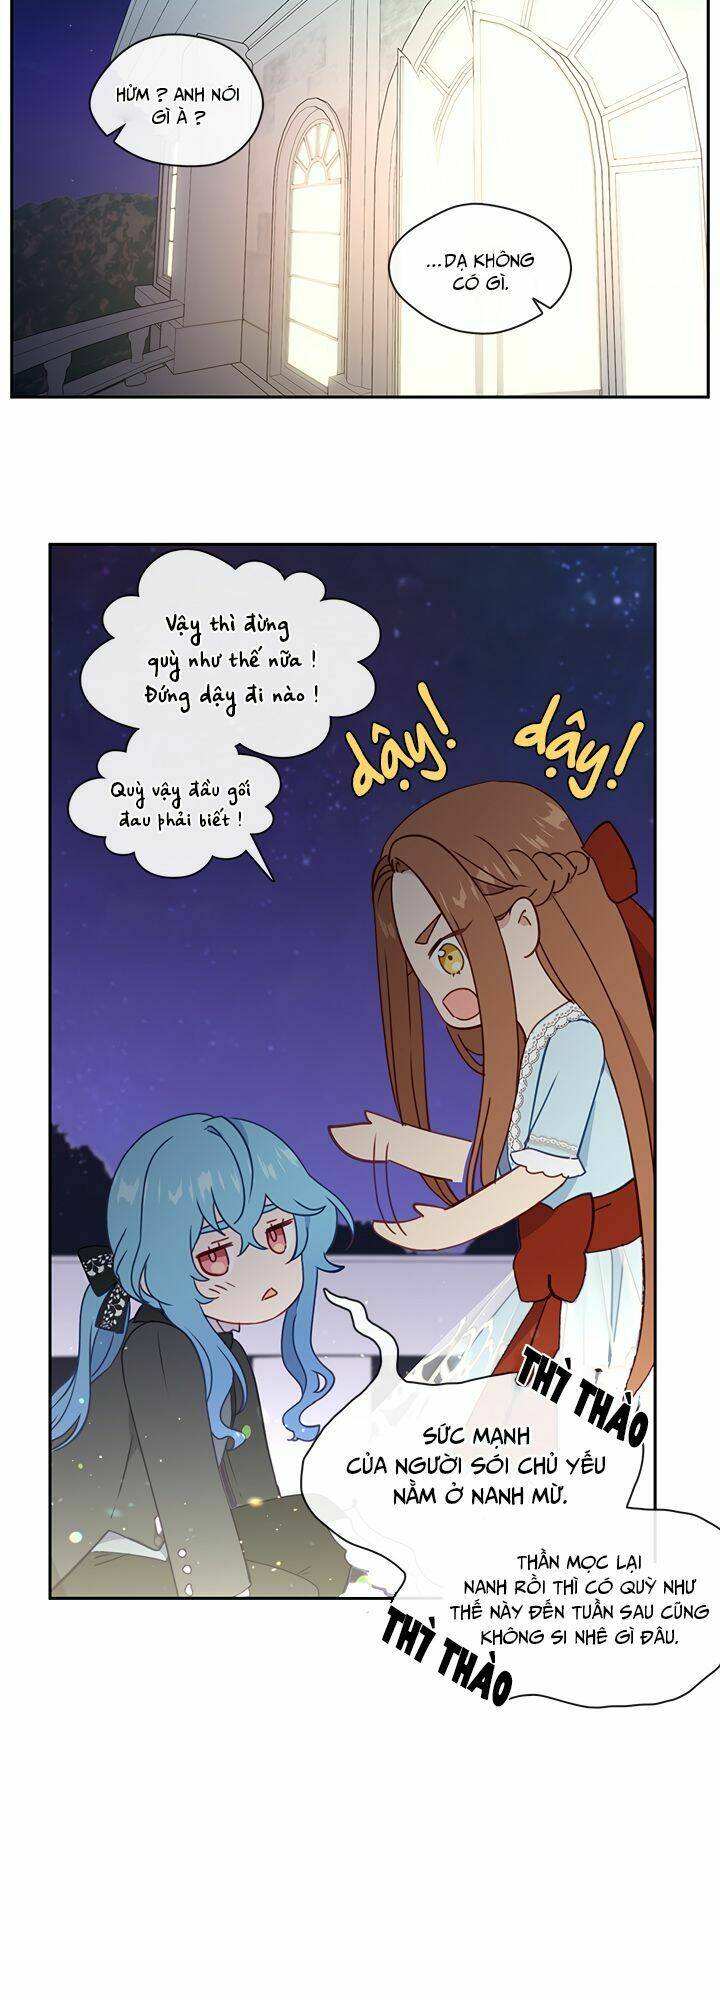 HỬM ? ANH NÓI
GÌ À ?
...DẠ KHÔNG
CÓ GÌ.
Vậy thì đừng
quỳ như thế nữa !
Đứng dậy đi nào !
Quỳ vậy đầu gối
đau phải biết !
dậy!
dậy!
THÌ THÀO
SỨC MẠNH
CỦA NGƯỜI SÓI CHỦ YẾU
NẰM Ở NANH MỪ.
THẦN MỌC LẠI
NANH RỒI THÌ CÓ QUỲ NHƯ
THẾ NÀY ĐẾN TUẦN SAU CŨNG
KHÔNG SI NHÊ GÌ ĐÂU.
THÌ THÀO